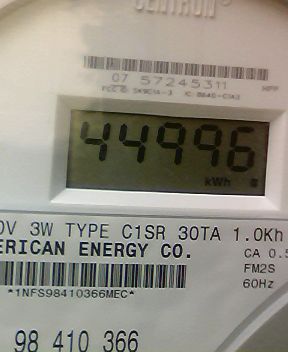 CENTRON®
07 57245311
44996
kWh
0V 3W TYPE C1SR 30TA 1.0Kh
ERICAN ENERGY CO.
CA 0.5
FM2S
60Hz
*1NFS98410366MEC*
98 410 366